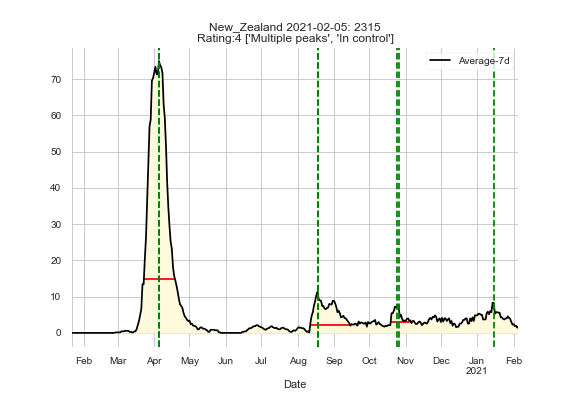 New_Zealand 2021-02-05: 2315
Rating:4 ['Multiple peaks', 'In control']
Average-7d
70
60
50
40
30
20
10
0
Feb Mar Apr May Jun Jul Aug Sep Oct Nov Dec Jan Feb
2021
Date